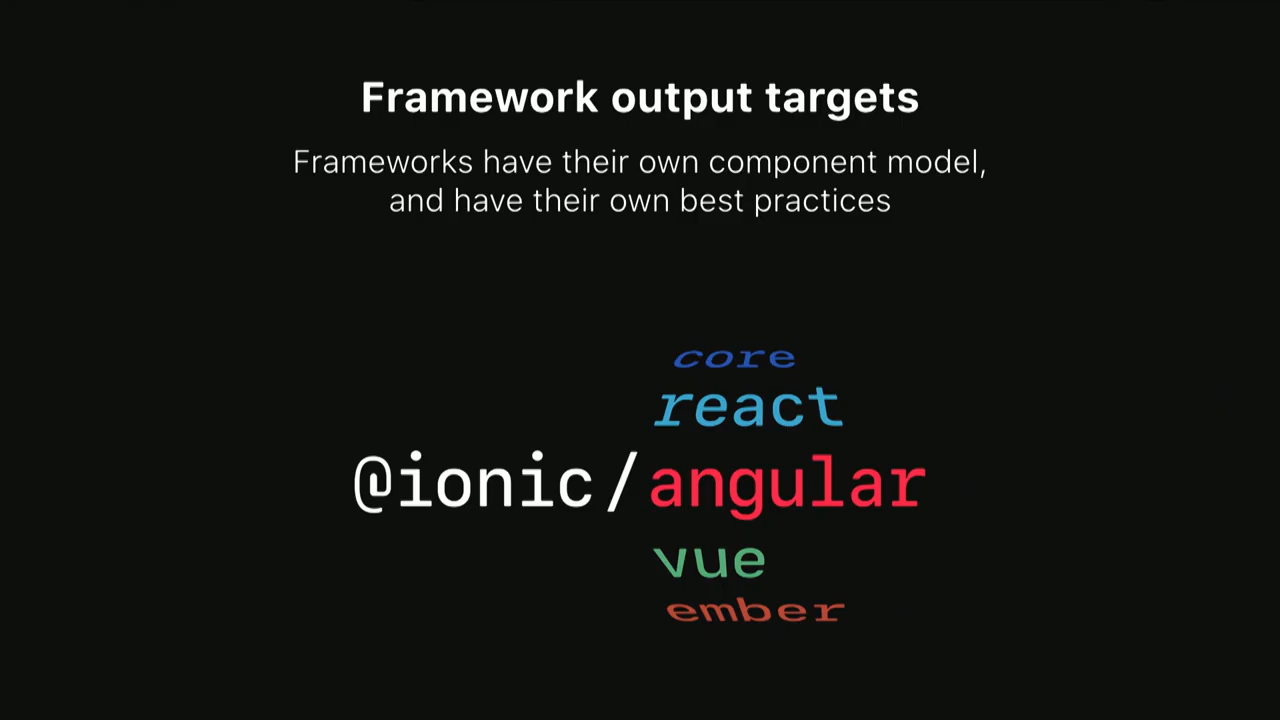 Framework output targets
Frameworks have their own component model,
and have their own best practices
core
react
@ionic/angular
vue
ember